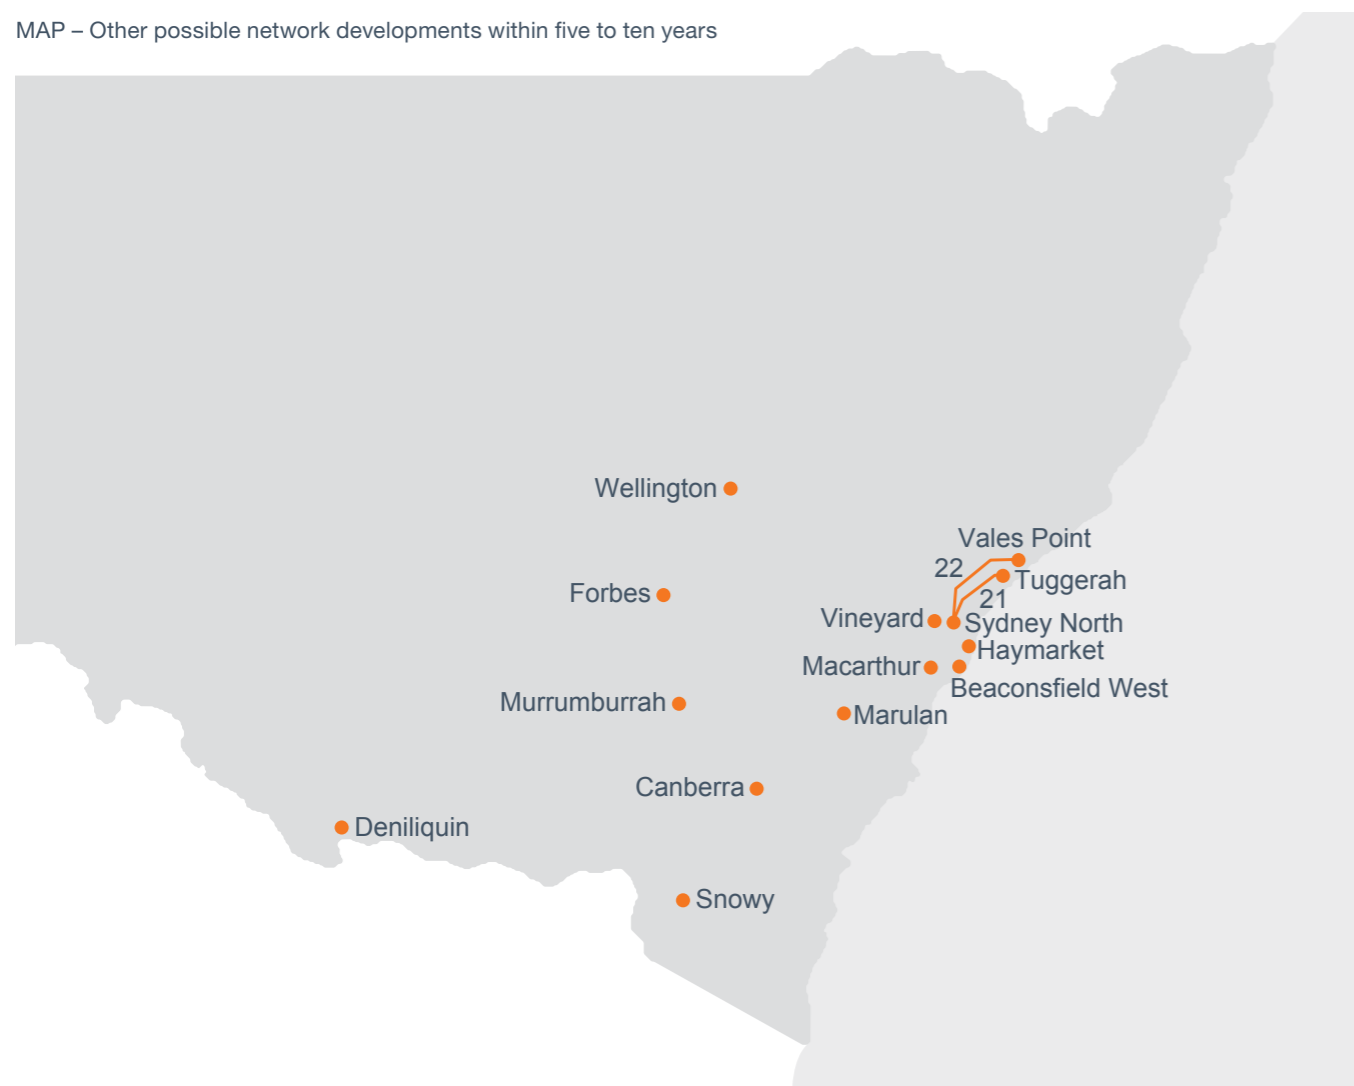 MAP – Other possible network developments within five to ten years
Wellington
Vales Point
22
Tuggerah
Forbes
21
Vineyard
Sydney North
Haymarket
Macarthur
Beaconsfield West
Murrumburrah
Marulan
Canberra
Deniliquin
Snowy